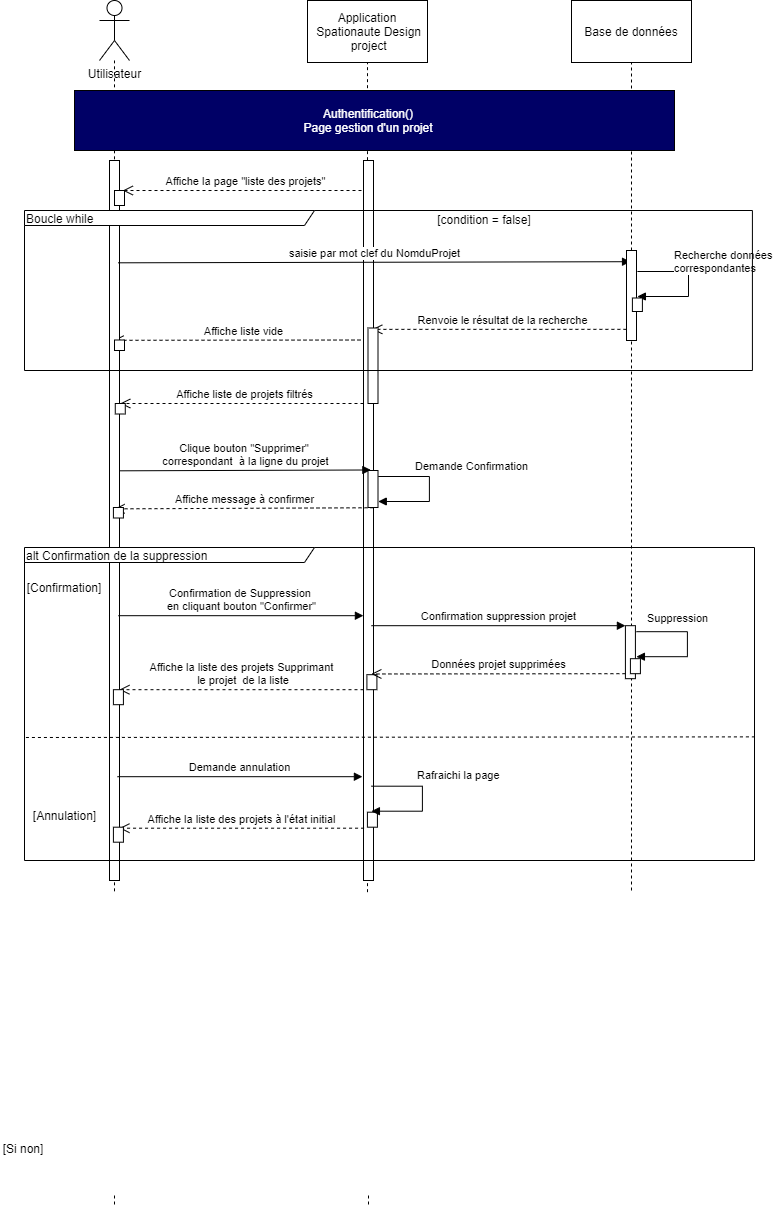 Application
Spationaute Design
project
Base de données
Utilisateur
Authentification()
Page gestion d'un projet
Affiche la page "liste des projets"
Boucle while
[condition = false]
saisie par mot clef du NomduProjet
Recherche données
correspondantes
Renvoie le résultat de la recherche
Affiche liste vide
Affiche liste de projets filtrés
Clique bouton "Supprimer"
correspondant à la ligne du projet
Demande Confirmation
Affiche message à confirmer
alt Confirmation de la suppression
[Confirmation]
Confirmation de Suppression
en cliquant bouton "Confirmer"
Confirmation suppression projet
Suppression
Données projet supprimées
Affiche la liste des projets Supprimant
le projet de la liste
Demande annulation
Rafraichi la page
[Annulation]
Affiche la liste des projets à l'état initial
[Si non]